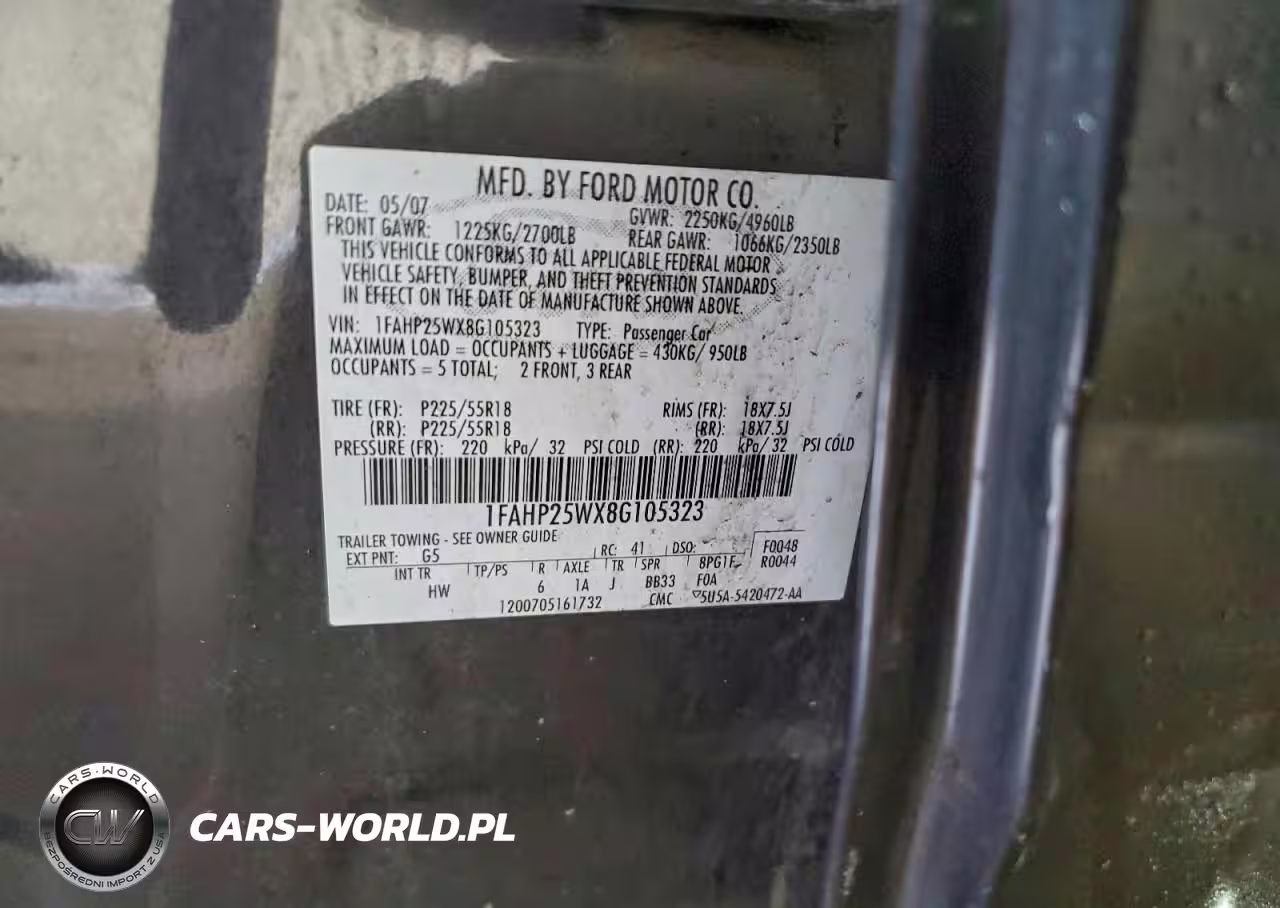 MFD. BY FORD MOTOR CO.
DATE: 05/07 GVWR: 2250KG/4960LB
FRONT GAWR: 1225KG/2700LB REAR GAWR: 1066KG/2350LB
THIS VEHICLE CONFORMS TO ALL APPLICABLE FEDERAL MOTOR
VEHICLE SAFETY, BUMPER, AND THEFT PREVENTION STANDARDS
IN EFFECT ON THE DATE OF MANUFACTURE SHOWN ABOVE.
VIN: 1FAHP25WX8G105323 TYPE: Passenger Car
MAXIMUM LOAD = OCCUPANTS + LUGGAGE = 430KG/ 950LB
OCCUPANTS = 5 TOTAL; 2 FRONT, 3 REAR
TIRE (FR): P225/55R18 RIMS (FR): 18X7.5J
(RR): P225/55R18 (RR): 18X7.5J
PRESSURE (FR): 220 kPa/ 32 PSI COLD (RR): 220 kPa/ 32 PSI COLD
1FAHP25WX8G105323
TRAILER TOWING - SEE OWNER GUIDE
EXT PNT: G5 RC: 41 DSO: F0048
R0044
INT TR TP/PS R AXLE TR SPR 8PG1F
HW 6 1A J BB33 F0A
1200705161732 CMC 5U5A-5420472-AA
CARS-WORLD
CW
BEZPOŚREDNI IMPORT Z USA
CARS-WORLD.PL